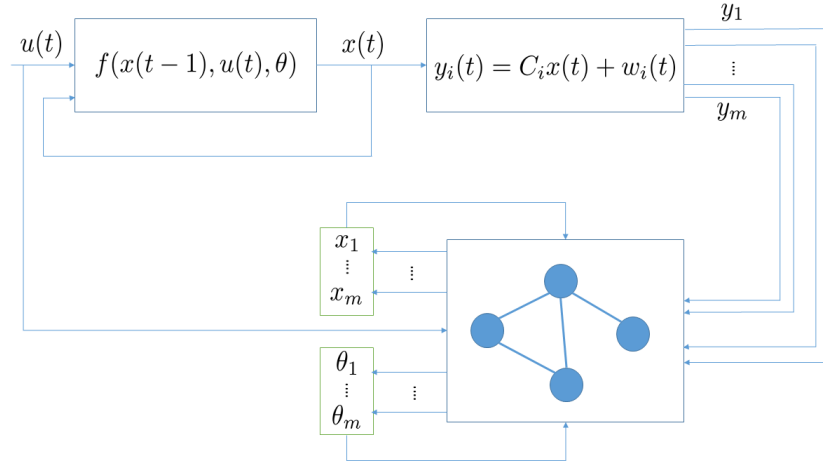 u(t)
f(x(t − 1), u(t), θ)
x(t)
y_i(t) = C_i x(t) + w_i(t)
y_1
⋮
y_m
x_1
⋮
x_m
⋮
θ_1
⋮
θ_m
⋮